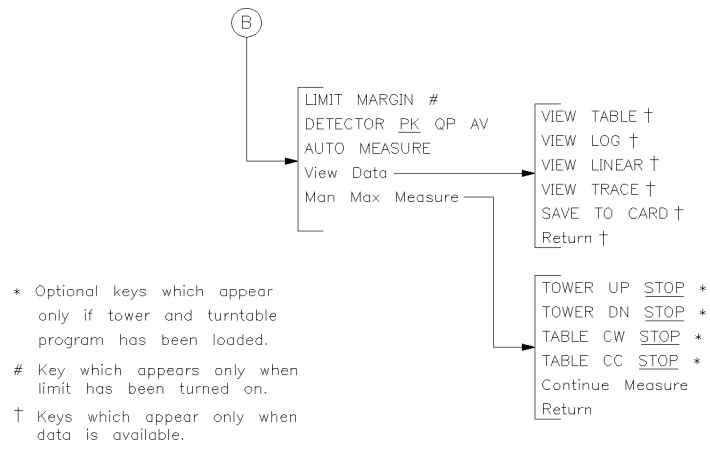 B
LIMIT MARGIN #
DETECTOR PK QP AV
AUTO MEASURE
View Data
Man Max Measure
VIEW TABLE †
VIEW LOG †
VIEW LINEAR †
VIEW TRACE †
SAVE TO CARD †
Return †
TOWER UP STOP *
TOWER DN STOP *
TABLE CW STOP *
TABLE CC STOP *
Continue Measure
Return
* Optional keys which appear
only if tower and turntable
program has been loaded.
# Key which appears only when
limit has been turned on.
† Keys which appear only when
data is available.